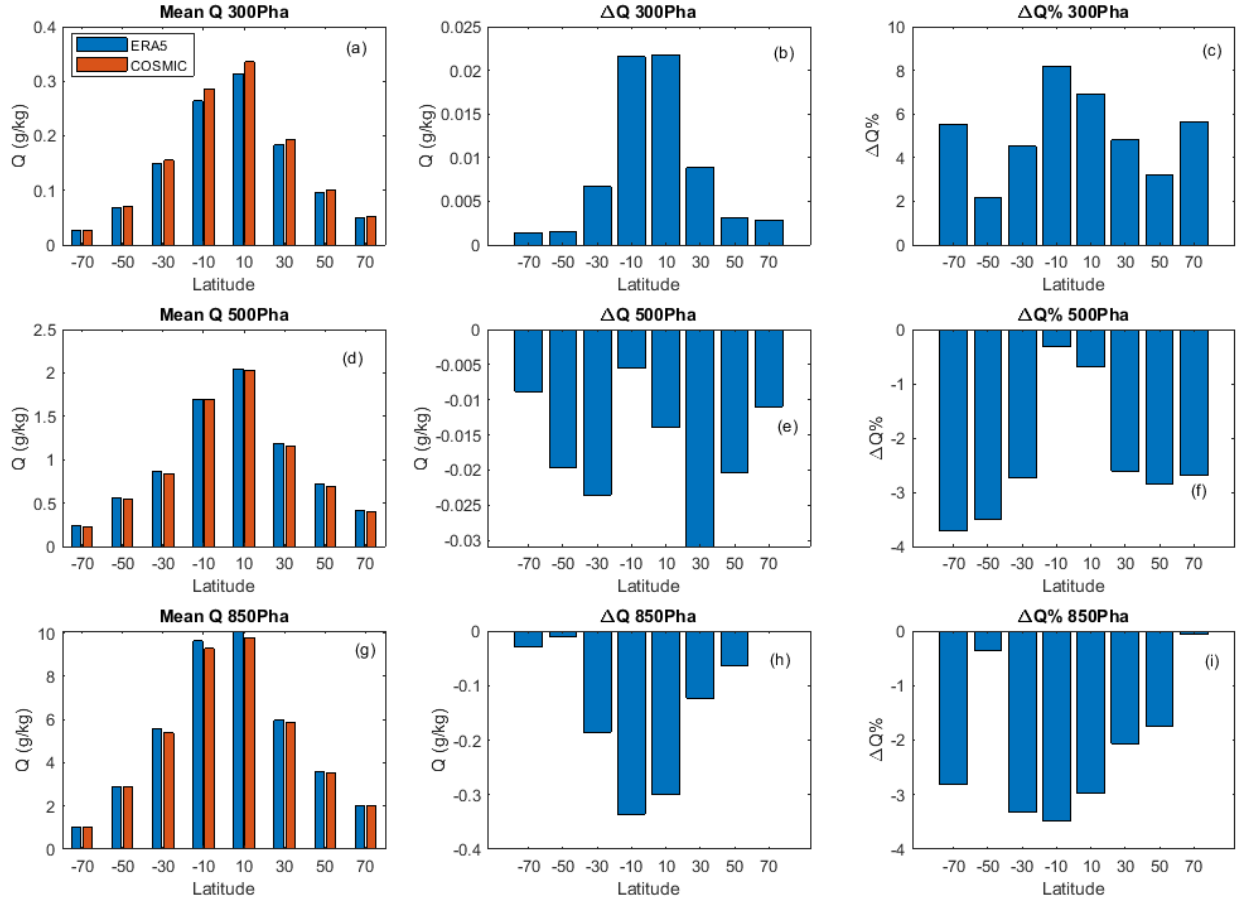 Mean Q 300Pha
0.4
0.3
0.2
0.1
0
Q (g/kg)
ERA5
COSMIC
(a)
-70 -50 -30 -10 10 30 50 70
Latitude
ΔQ 300Pha
0.025
0.02
0.015
0.01
0.005
0
Q (g/kg)
(b)
-70 -50 -30 -10 10 30 50 70
Latitude
ΔQ% 300Pha
10
8
6
4
2
0
ΔQ%
(c)
-70 -50 -30 -10 10 30 50 70
Latitude
Mean Q 500Pha
2.5
2
1.5
1
0.5
0
Q (g/kg)
(d)
-70 -50 -30 -10 10 30 50 70
Latitude
ΔQ 500Pha
0
-0.005
-0.01
-0.015
-0.02
-0.025
-0.03
Q (g/kg)
(e)
-70 -50 -30 -10 10 30 50 70
Latitude
ΔQ% 500Pha
0
-1
-2
-3
-4
ΔQ%
(f)
-70 -50 -30 -10 10 30 50 70
Latitude
Mean Q 850Pha
10
8
6
4
2
0
Q (g/kg)
(g)
-70 -50 -30 -10 10 30 50 70
Latitude
ΔQ 850Pha
0
-0.1
-0.2
-0.3
-0.4
Q (g/kg)
(h)
-70 -50 -30 -10 10 30 50 70
Latitude
ΔQ% 850Pha
0
-1
-2
-3
-4
ΔQ%
(i)
-70 -50 -30 -10 10 30 50 70
Latitude